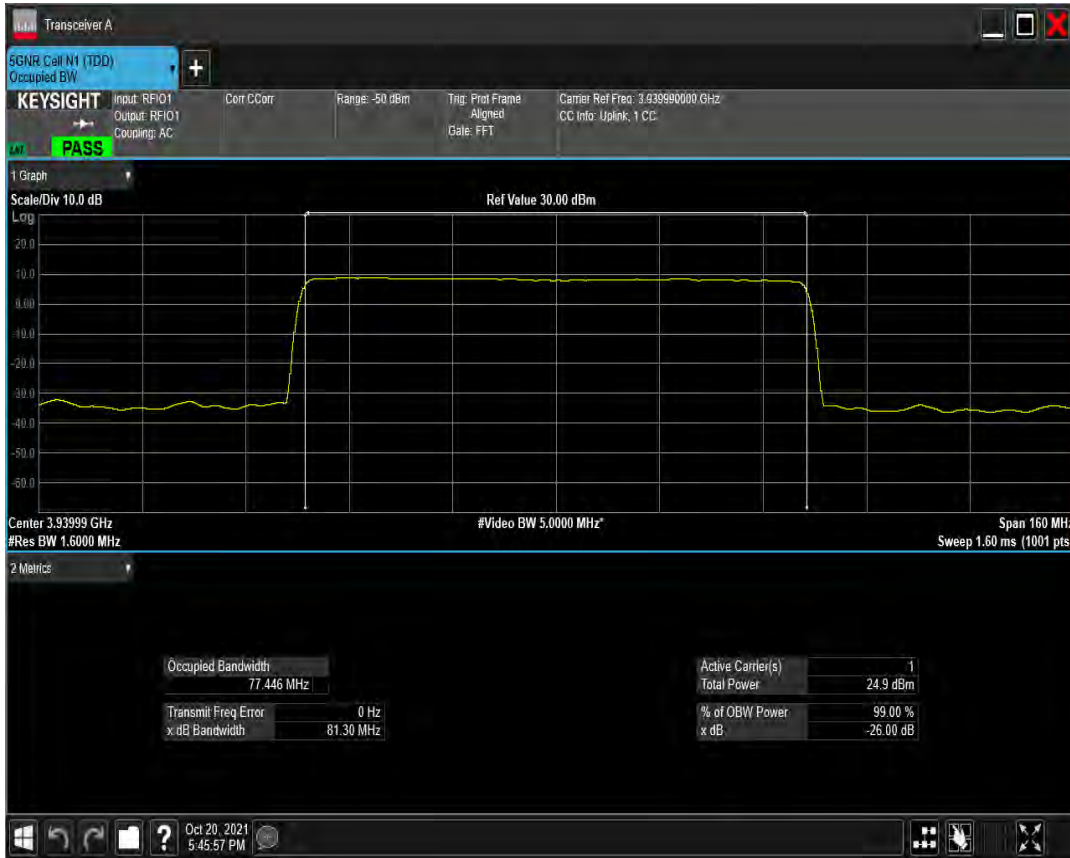 Transceiver A
5GNR Cell N1 (TDD)
Occupied BW
+
KEYSIGHT
PASS
Input: RFIO1
Output: RFIO1
Coupling: AC
Corr CCorr
Range: -50 dBm
Trig: Prot Frame
Aligned
Gate: FFT
Carrier Ref Freq: 3.939990000 GHz
CC Info: Uplink, 1 CC
1 Graph
Scale/Div 10.0 dB
Ref Value 30.00 dBm
Log
20.0
10.0
0.00
-10.0
-20.0
-30.0
-40.0
-50.0
-60.0
Center 3.93999 GHz
#Video BW 5.0000 MHz*
Span 160 MHz
#Res BW 1.6000 MHz
Sweep 1.60 ms (1001 pts
2 Metrics
Occupied Bandwidth
77.446 MHz
Transmit Freq Error 0 Hz
x dB Bandwidth 81.30 MHz
Active Carrier(s) 1
Total Power 24.9 dBm
% of OBW Power 99.00 %
x dB -26.00 dB
?
Oct 20, 2021
5:45:57 PM